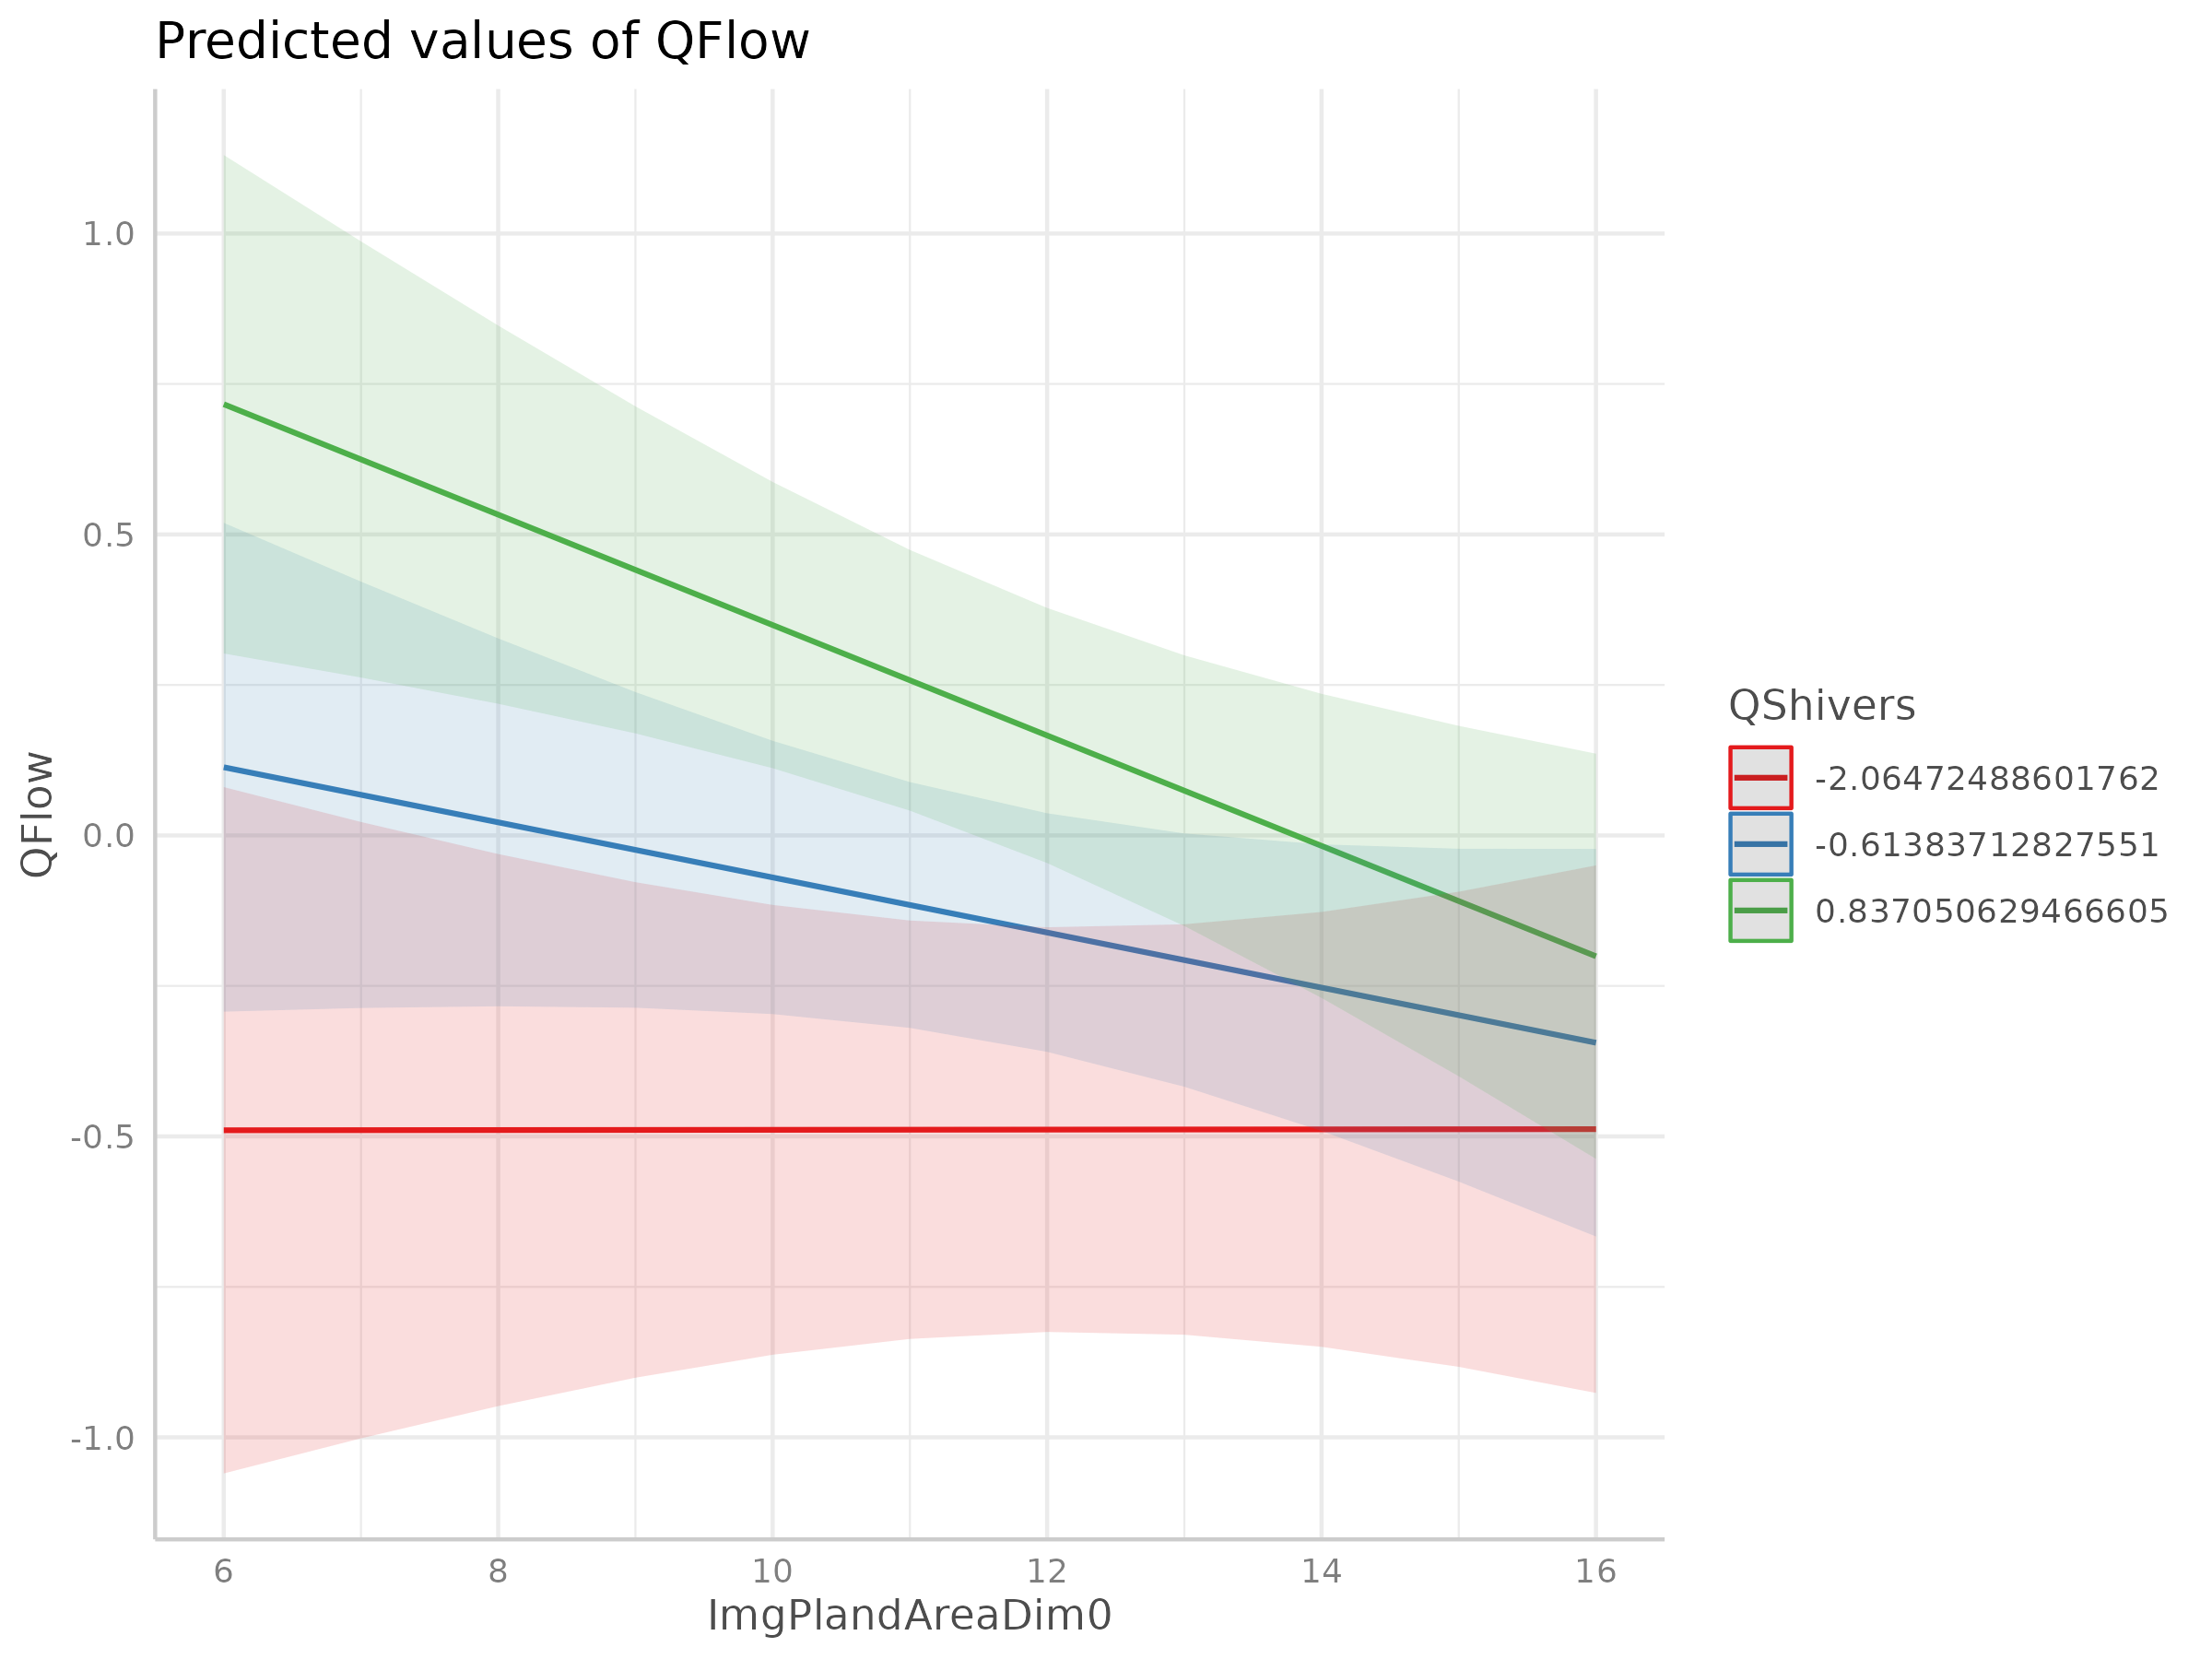 Predicted values of QFlow
1.0
0.5
0.0
-0.5
-1.0
QFlow
6 8 10 12 14 16
ImgPlandAreaDim0
QShivers
-2.06472488601762
-0.61383712827551
0.837050629466605